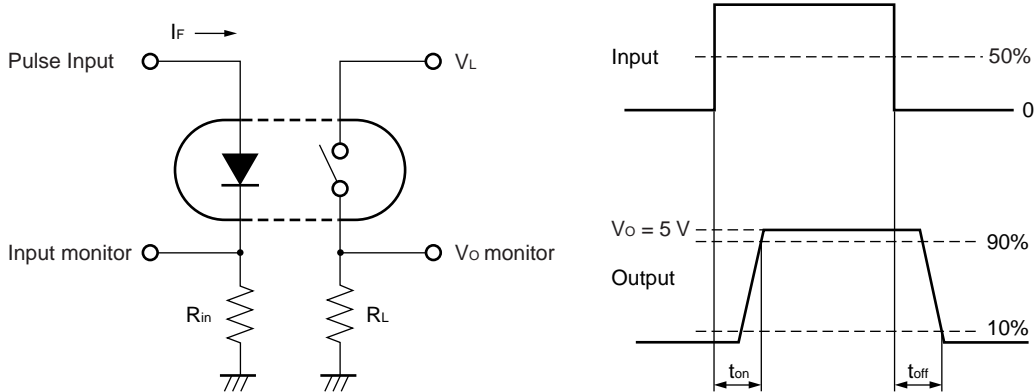 IF
Pulse Input
VL
Input monitor
VO monitor
Rin
RL
Input
50%
0
VO = 5 V
90%
Output
10%
ton
toff